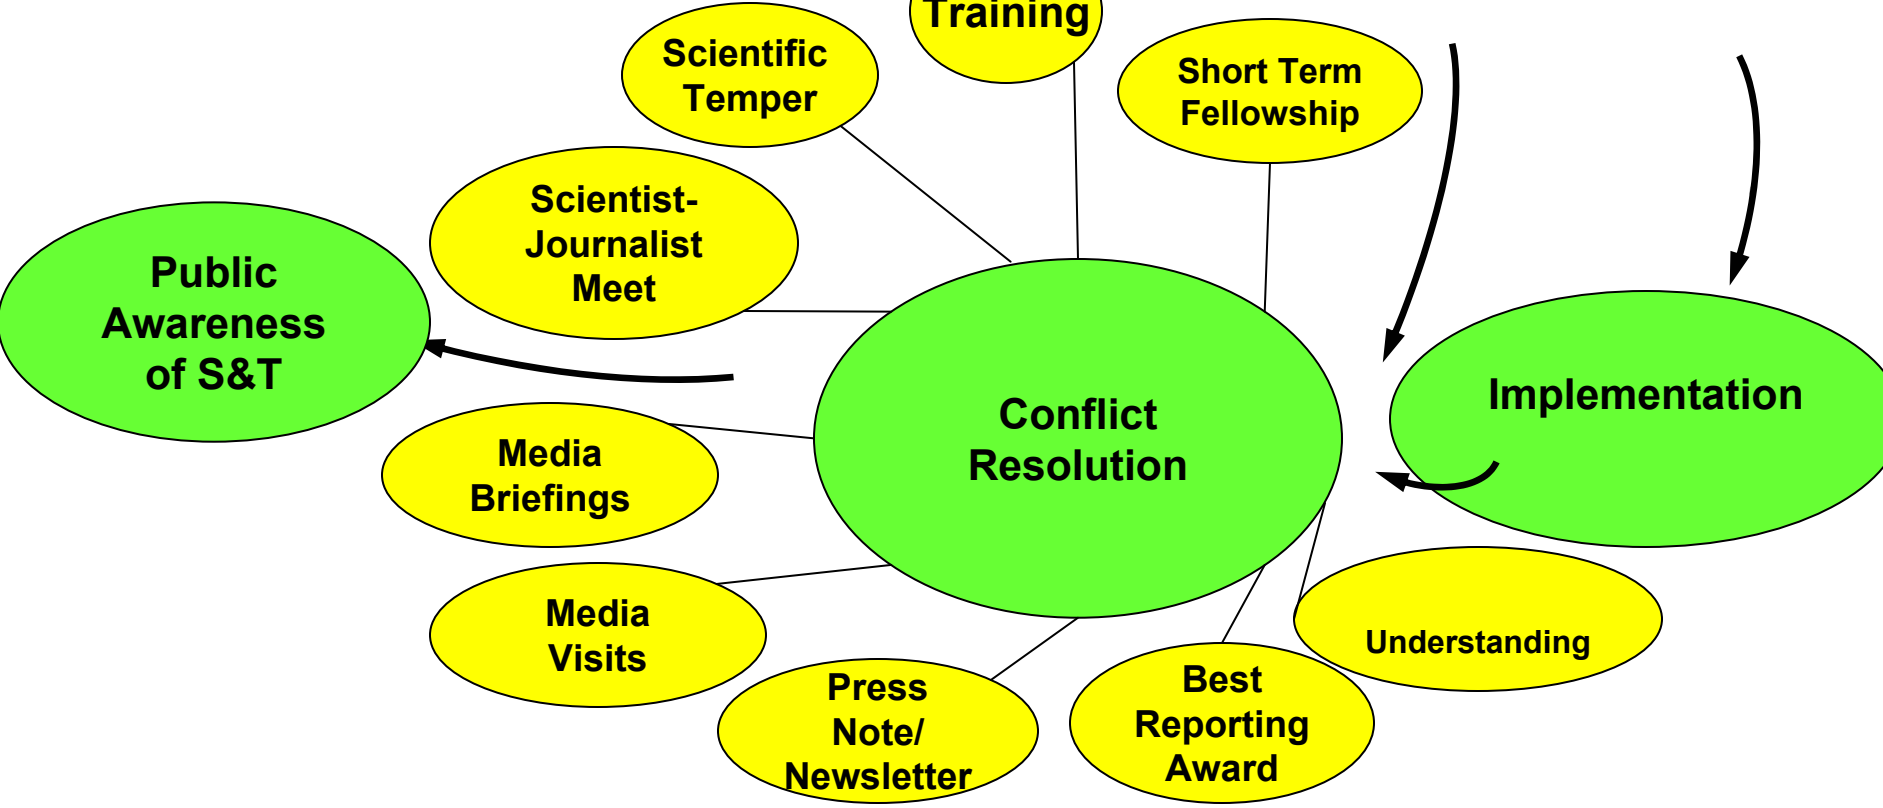 Training
Scientific
Temper
Short Term
Fellowship
Scientist-
Journalist
Meet
Public
Awareness
of S&T
Conflict
Resolution
Implementation
Media
Briefings
Media
Visits
Understanding
Press
Note/
Newsletter
Best
Reporting
Award